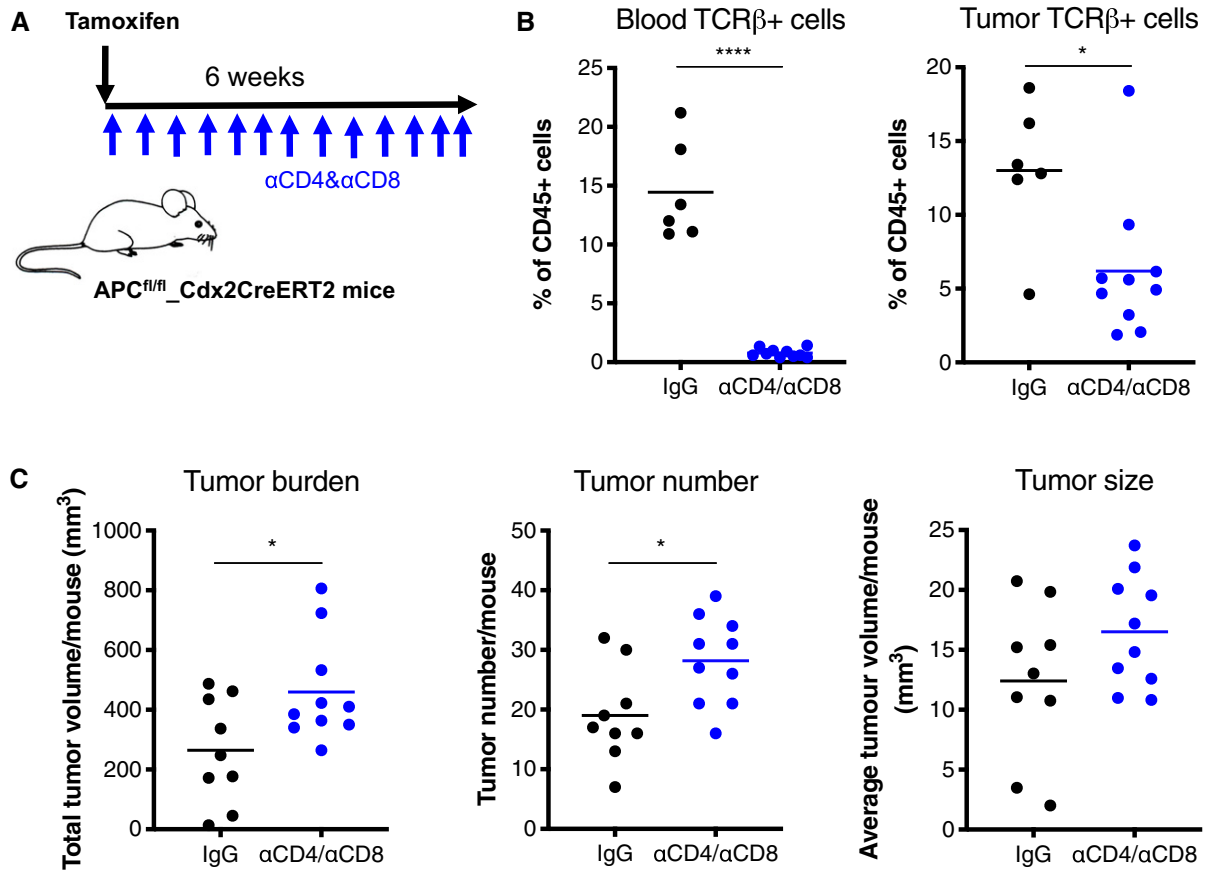 A
Tamoxifen
6 weeks
αCD4&αCD8
APCfl/fl_Cdx2CreERT2 mice
B
Blood TCRβ+ cells
****
% of CD45+ cells
25
20
15
10
5
0
IgG αCD4/αCD8
Tumor TCRβ+ cells
*
% of CD45+ cells
20
15
10
5
0
IgG αCD4/αCD8
C
Tumor burden
*
Total tumor volume/mouse (mm3)
1000
800
600
400
200
0
IgG αCD4/αCD8
Tumor number
*
Tumor number/mouse
50
40
30
20
10
0
IgG αCD4/αCD8
Tumor size
Average tumour volume/mouse
(mm3)
25
20
15
10
5
0
IgG αCD4/αCD8